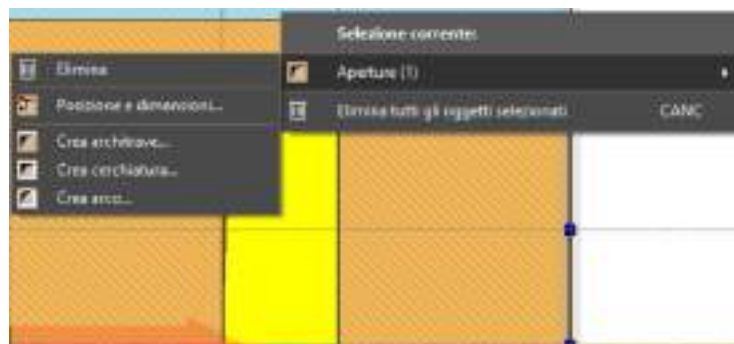 Selezione corrente:
Aperture (1)
Elimina tutti gli oggetti selezionati CANC
Elimina
Posizione e dimensioni...
Crea architrave...
Crea cerchiatura...
Crea arco...